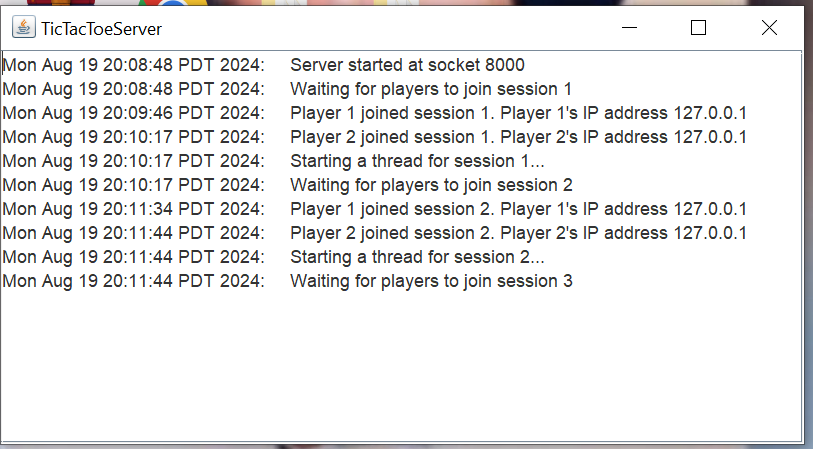 TicTacToeServer
Mon Aug 19 20:08:48 PDT 2024: Server started at socket 8000
Mon Aug 19 20:08:48 PDT 2024: Waiting for players to join session 1
Mon Aug 19 20:09:46 PDT 2024: Player 1 joined session 1. Player 1's IP address 127.0.0.1
Mon Aug 19 20:10:17 PDT 2024: Player 2 joined session 1. Player 2's IP address 127.0.0.1
Mon Aug 19 20:10:17 PDT 2024: Starting a thread for session 1...
Mon Aug 19 20:10:17 PDT 2024: Waiting for players to join session 2
Mon Aug 19 20:11:34 PDT 2024: Player 1 joined session 2. Player 1's IP address 127.0.0.1
Mon Aug 19 20:11:44 PDT 2024: Player 2 joined session 2. Player 2's IP address 127.0.0.1
Mon Aug 19 20:11:44 PDT 2024: Starting a thread for session 2...
Mon Aug 19 20:11:44 PDT 2024: Waiting for players to join session 3